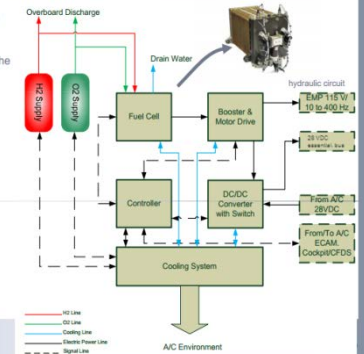 Overboard Discharge
he
Drain Water
hydraulic circuit
H2 Supply
O2 Supply
Fuel Cell
Booster &
Motor Drive
EMP 115 V/
10 to 400 Hz
28 VDC
essential bus
Controller
DC/DC
Converter
with Switch
From A/C
28VDC
From/To A/C
ECAM.
Cockpit/CFDS
Cooling System
H2 Line
O2 Line
Cooling Line
Electric Power Line
Signal Line
A/C Environment